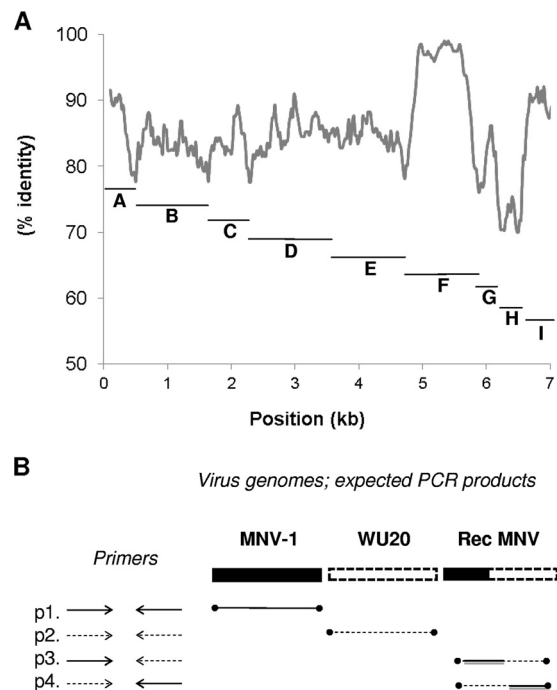 A
100
90
80
70
60
50
(% identity)
A
B
C
D
E
F
G
H
I
0 1 2 3 4 5 6 7
Position (kb)
B
Virus genomes; expected PCR products
MNV-1 WU20 Rec MNV
Primers
p1.
p2.
p3.
p4.